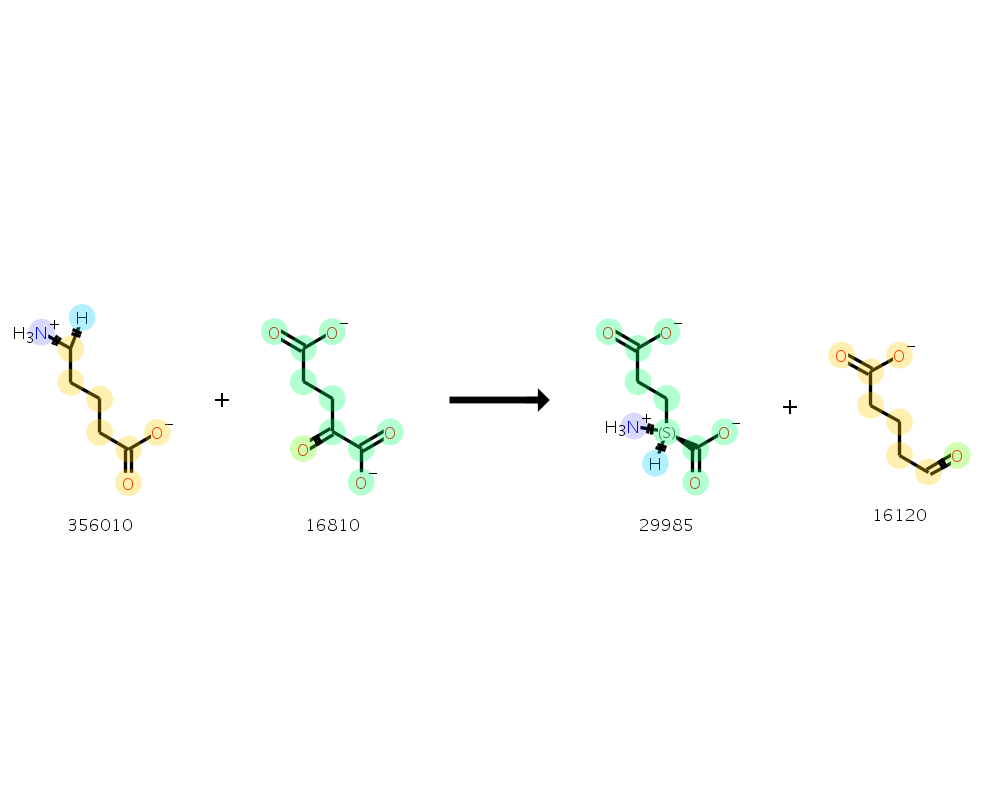 H3N+ H O− O
356010
+
O O− O O O−
16810
O O− H3N+ (S) H O− O
29985
+
O O− O
16120